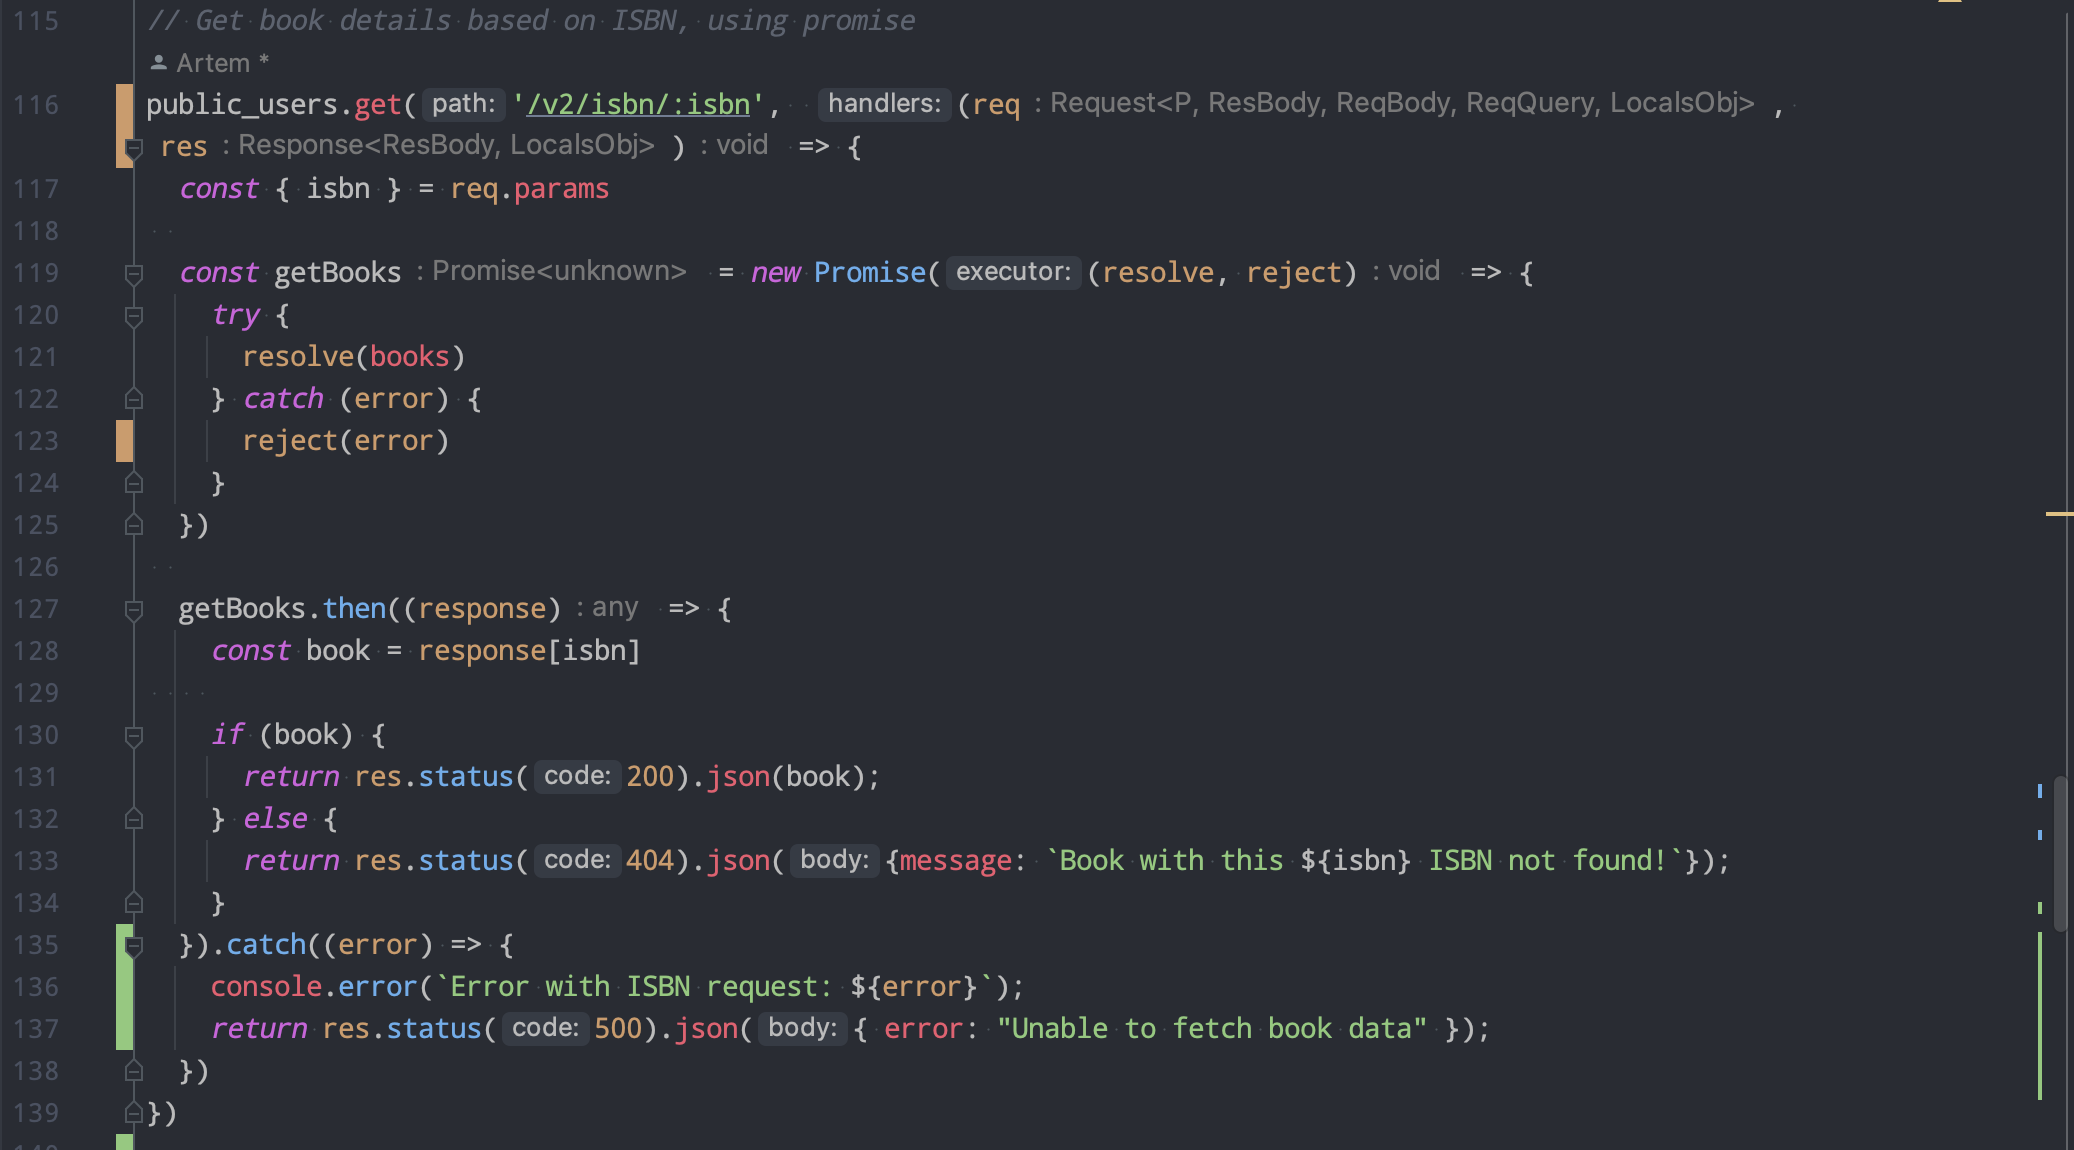 115 // Get book details based on ISBN, using promise
Artem *
116 public_users.get( path: '/v2/isbn/:isbn', handlers: (req : Request<P, ResBody, ReqBody, ReqQuery, LocalsObj> ,
res : Response<ResBody, LocalsObj> ) : void => {
117 const { isbn } = req.params
118
119 const getBooks : Promise<unknown> = new Promise( executor: (resolve, reject) : void => {
120 try {
121 resolve(books)
122 } catch (error) {
123 reject(error)
124 }
125 })
126
127 getBooks.then((response) : any => {
128 const book = response[isbn]
129
130 if (book) {
131 return res.status( code: 200).json(book);
132 } else {
133 return res.status( code: 404).json( body: {message: `Book with this ${isbn} ISBN not found!`});
134 }
135 }).catch((error) => {
136 console.error(`Error with ISBN request: ${error}`);
137 return res.status( code: 500).json( body: { error: "Unable to fetch book data" });
138 })
139 })